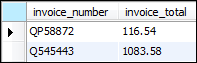 invoice_number invoice_total
QP58872 116.54
Q545443 1083.58